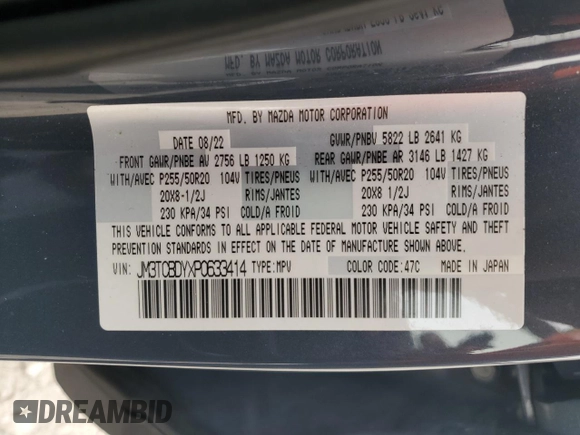 MFD. BY MAZDA MOTOR CORPORATION
DATE 08/22 GVWR/PNBV 5822 LB 2641 KG
FRONT GAWR/PNBE AV 2756 LB 1250 KG REAR GAWR/PNBE AR 3146 LB 1427 KG
WITH/AVEC P255/50R20 104V TIRES/PNEUS WITH/AVEC P255/50R20 104V TIRES/PNEUS
20X8-1/2J RIMS/JANTES 20X8 1/2J RIMS/JANTES
230 KPA/34 PSI COLD/A FROID 230 KPA/34 PSI COLD/A FROID
THIS VEHICLE CONFORMS TO ALL APPLICABLE FEDERAL MOTOR VEHICLE SAFETY AND THEFT
PREVENTION STANDARDS IN EFFECT ON THE DATE OF MANUFACTURE SHOWN ABOVE.
VIN: JM3TCBDYXP0633414 TYPE:MPV COLOR CODE:47C MADE IN JAPAN
DREAMBID